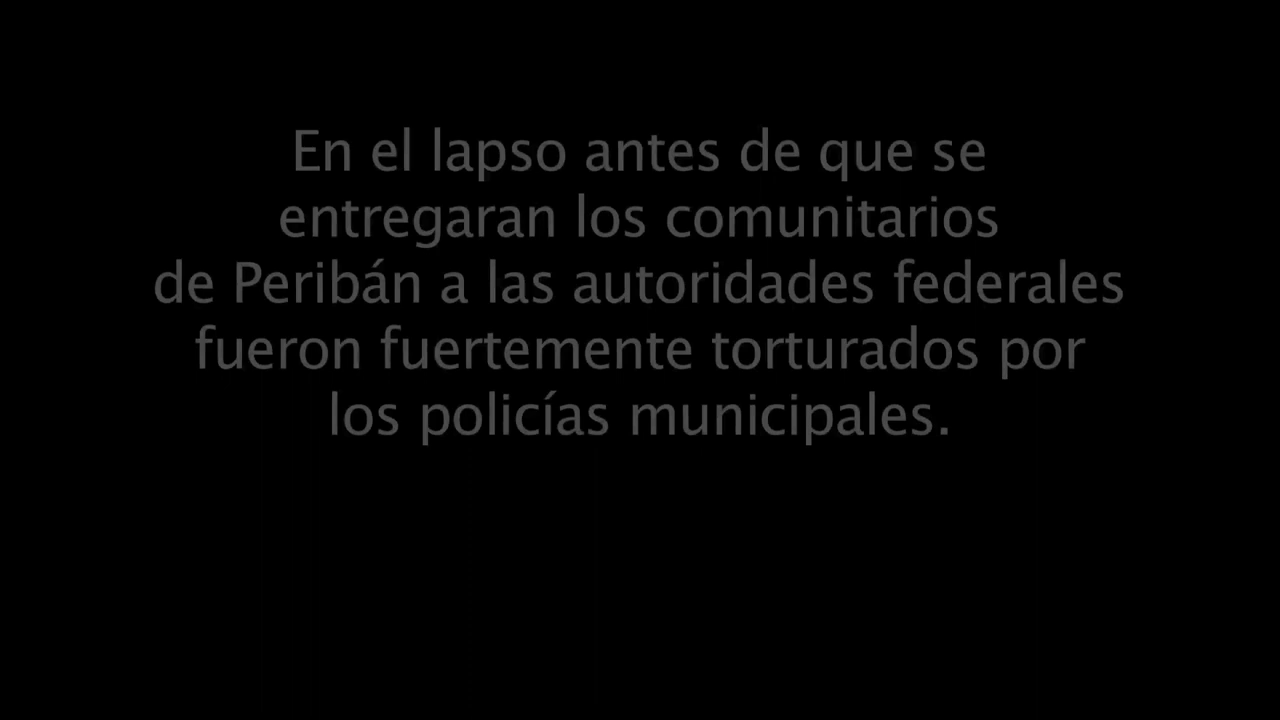 En el lapso antes de que se
entregaran los comunitarios
de Peribán a las autoridades federales
fueron fuertemente torturados por
los policías municipales.